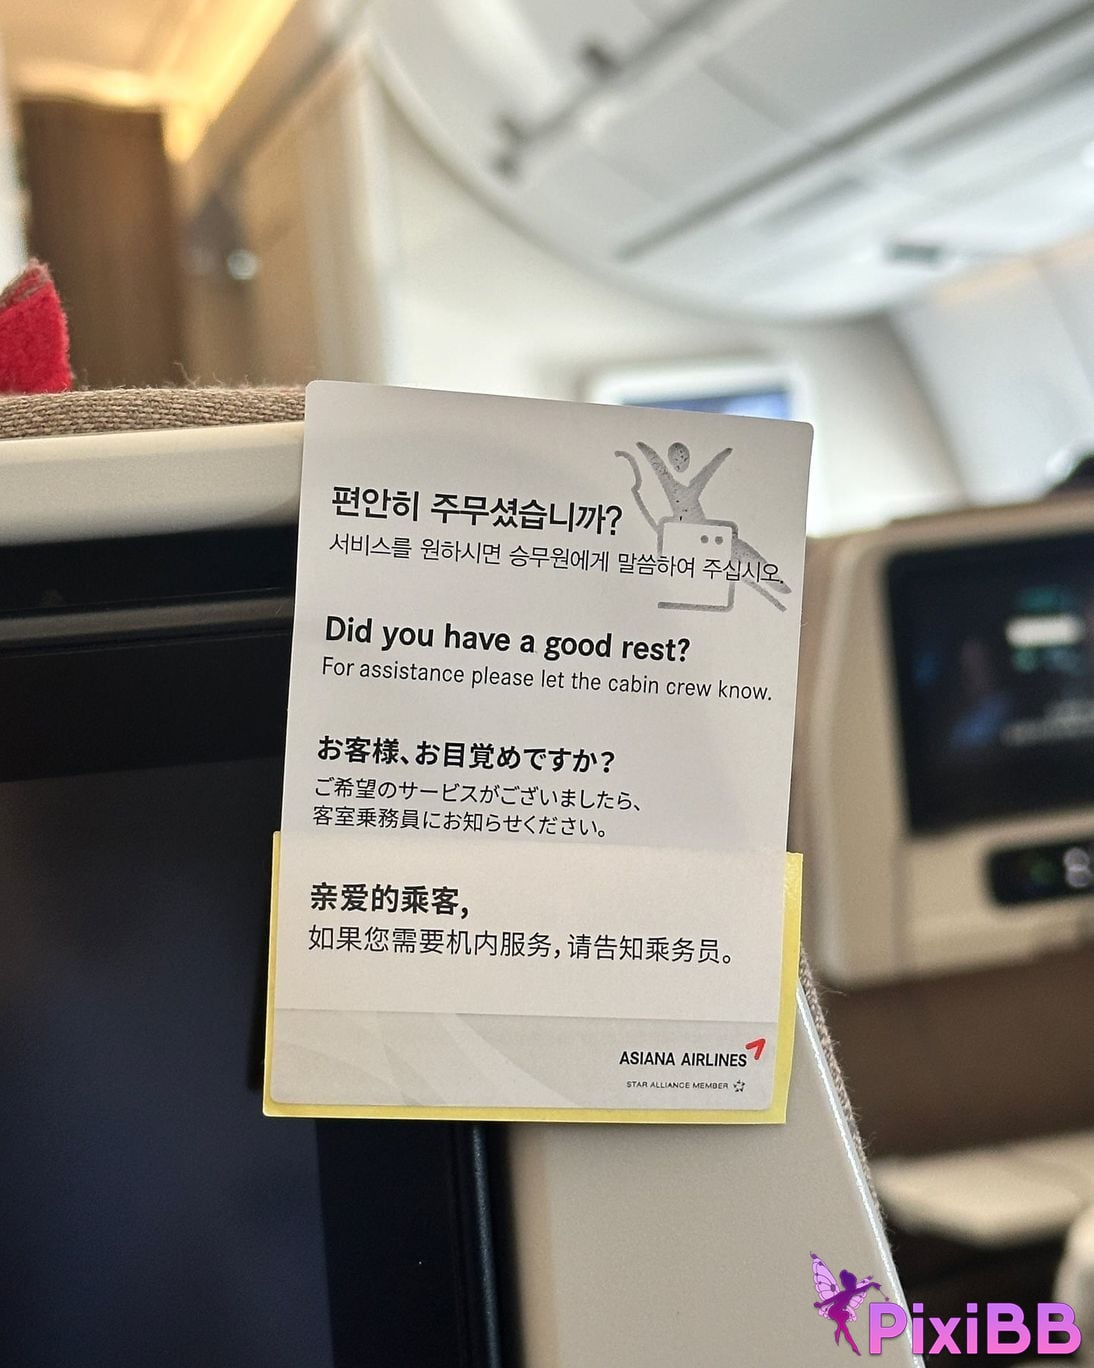 편안히 주무셨습니까?
서비스를 원하시면 승무원에게 말씀하여 주십시오.
Did you have a good rest?
For assistance please let the cabin crew know.
お客様、お目覚めですか?
ご希望のサービスがございましたら、
客室乗務員にお知らせください。
亲爱的乘客,
如果您需要机内服务,请告知乘务员。
ASIANA AIRLINES
STAR ALLIANCE MEMBER
PixiBB